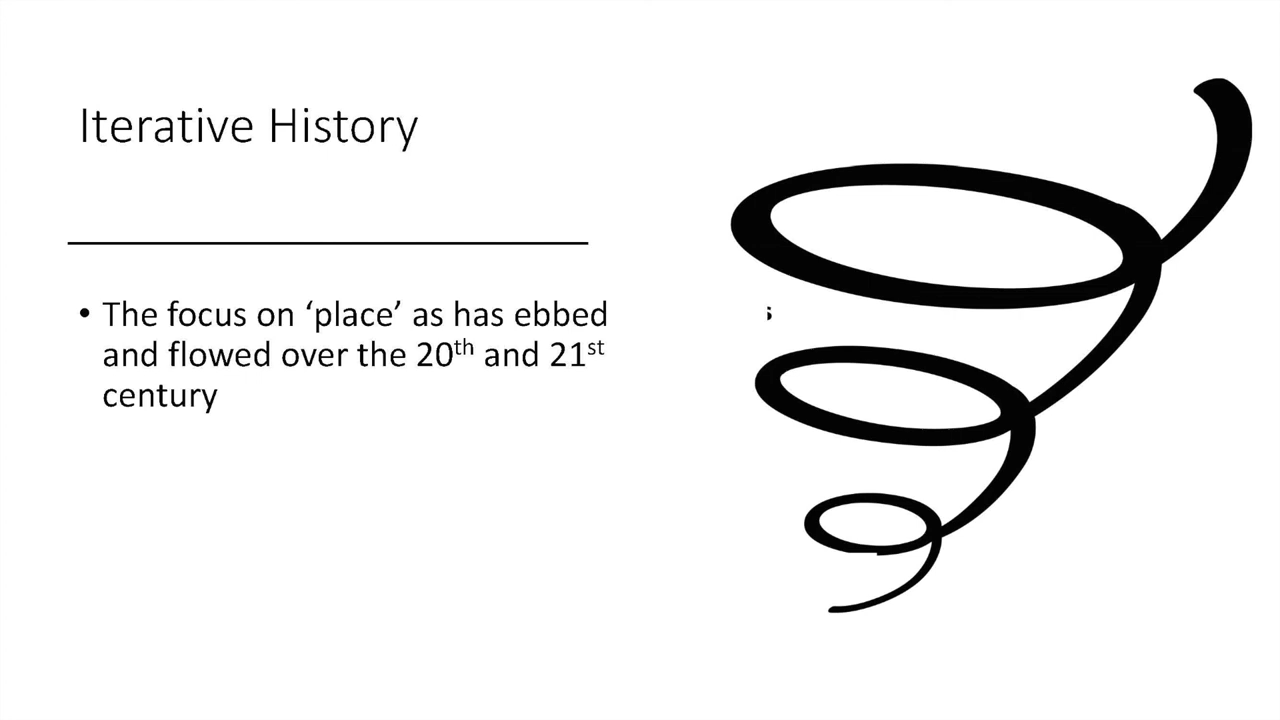 Iterative History
• The focus on ‘place’ as has ebbed
and flowed over the 20th and 21st
century